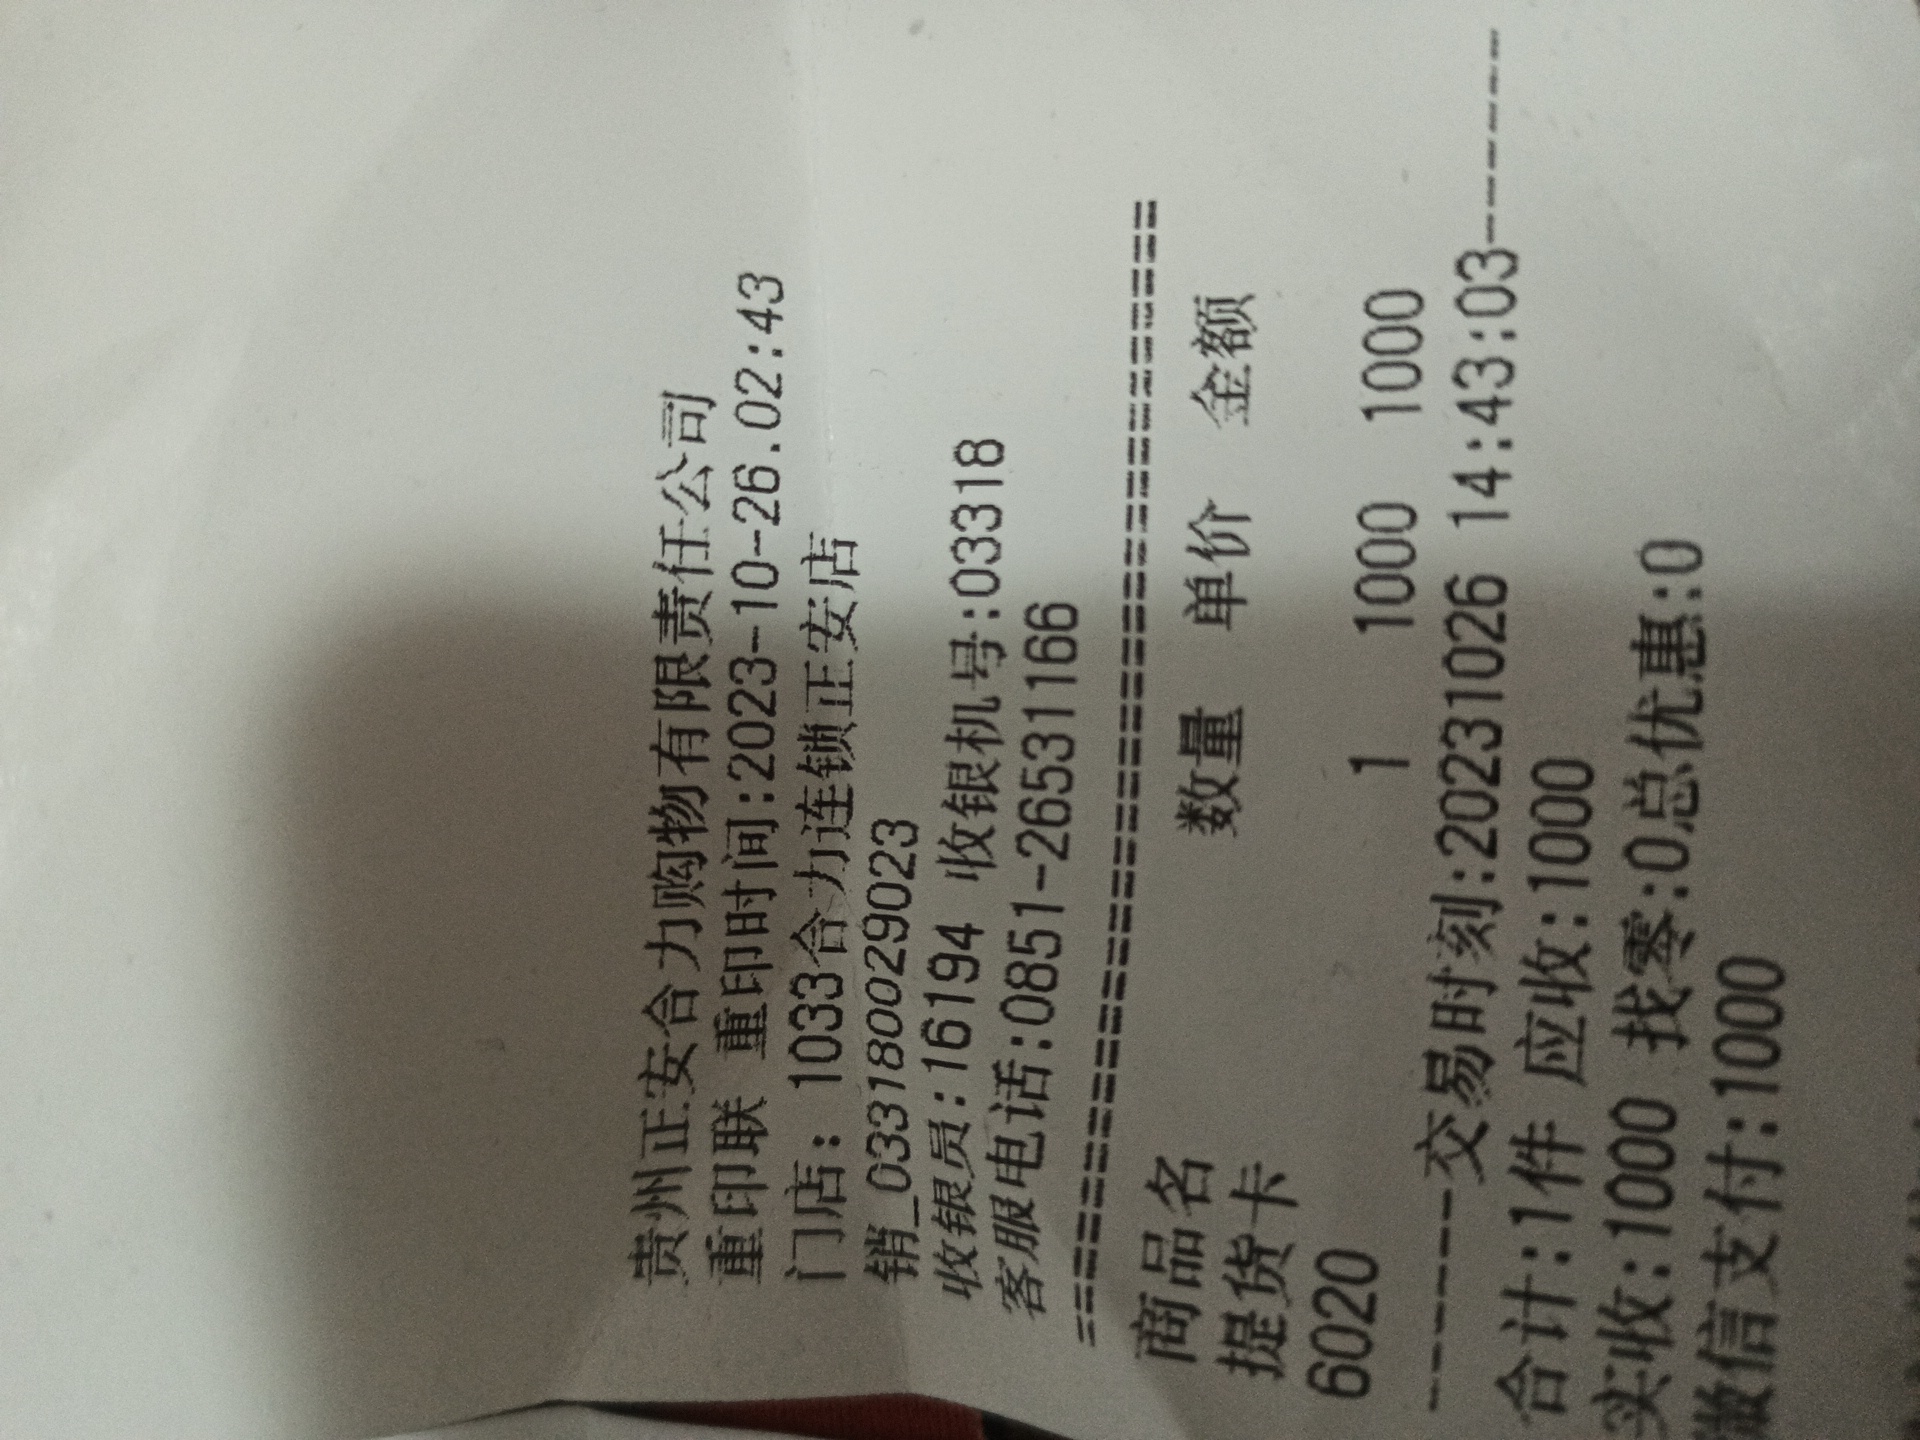 贵州正安合力购物有限责任公司
重印联 重印时间:2023-10-26.02:43
门店: 1033合力连锁正安店
销_033180029023
收银员:16194 收银机号:03318
客服电话:0851-26531166
================================
商品名 数量 单价 金额
提货卡
6020 1 1000 1000
--------交易时刻:20231026 14:43:03--------
合计:1件 应收:1000
实收:1000 找零:0总优惠:0
微信支付:1000